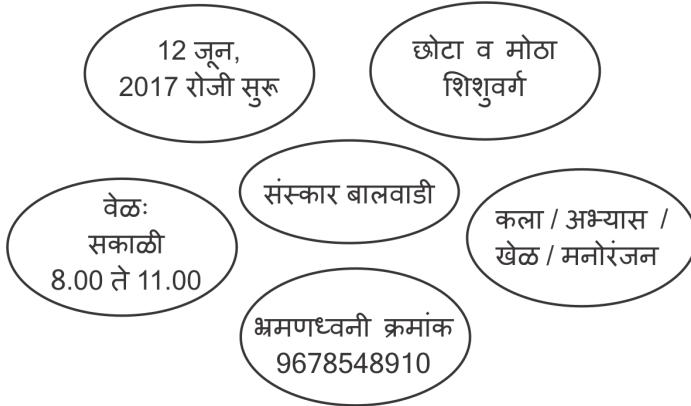 12 जून,
2017 रोजी सुरू
छोटा व मोठा
शिशुवर्ग
संस्कार बालवाडी
वेळः
सकाळी
8.00 ते 11.00
कला / अभ्यास /
खेळ / मनोरंजन
भ्रमणध्वनी क्रमांक
9678548910